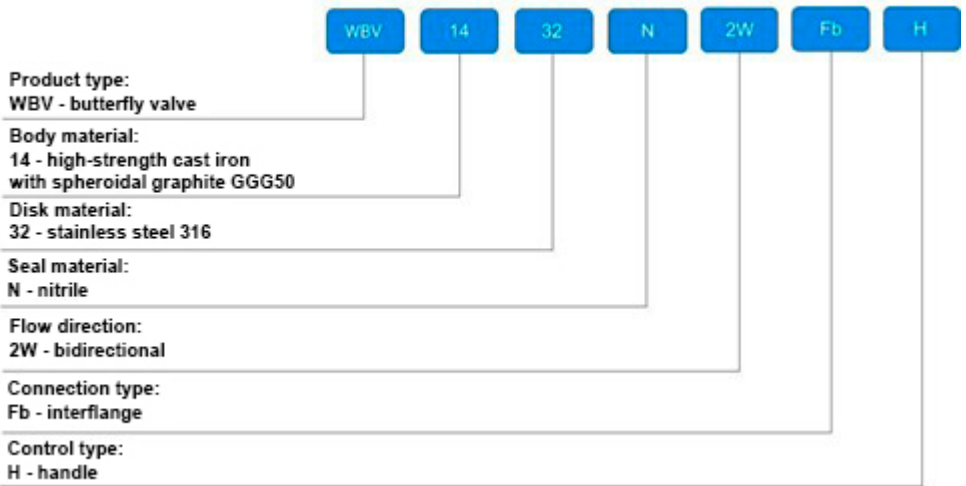 WBV 14 32 N 2W Fb H
Product type:
WBV - butterfly valve
Body material:
14 - high-strength cast iron
with spheroidal graphite GGG50
Disk material:
32 - stainless steel 316
Seal material:
N - nitrile
Flow direction:
2W - bidirectional
Connection type:
Fb - interflange
Control type:
H - handle